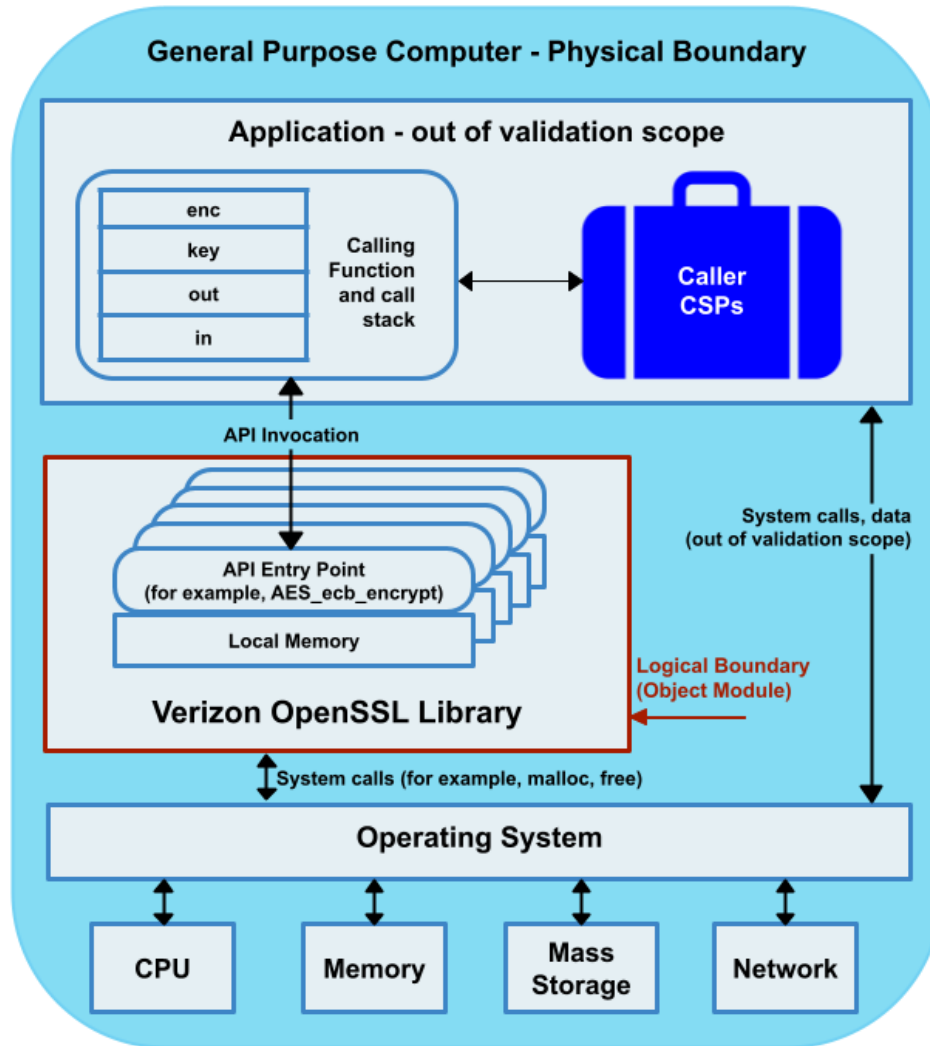 General Purpose Computer - Physical Boundary
Application - out of validation scope
enc
key
out
in
Calling
Function
and call
stack
Caller
CSPs
API Invocation
System calls, data
(out of validation scope)
API Entry Point
(for example, AES_ecb_encrypt)
Local Memory
Logical Boundary
(Object Module)
Verizon OpenSSL Library
System calls (for example, malloc, free)
Operating System
CPU
Memory
Mass
Storage
Network